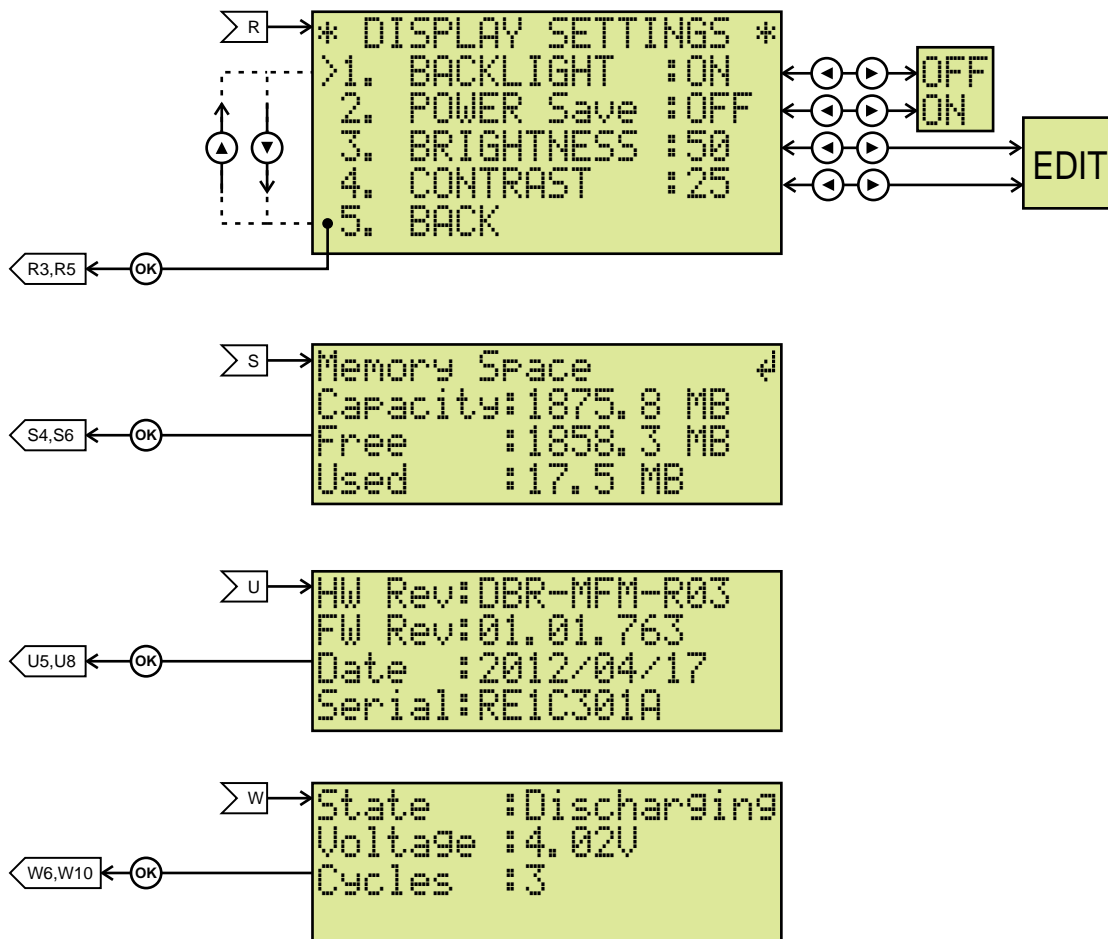 R
* DISPLAY SETTINGS *
>1. BACKLIGHT :ON
2. POWER Save :OFF
3. BRIGHTNESS :50
4. CONTRAST :25
5. BACK
OFF
ON
EDIT
R3,R5
OK
S
Memory Space
Capacity:1875.8 MB
Free :1858.3 MB
Used :17.5 MB
S4,S6
OK
U
HW Rev:DBR-MFM-R03
FW Rev:01.01.763
Date :2012/04/17
Serial:RE1C301A
U5,U8
OK
W
State :Discharging
Voltage :4.02V
Cycles :3
W6,W10
OK